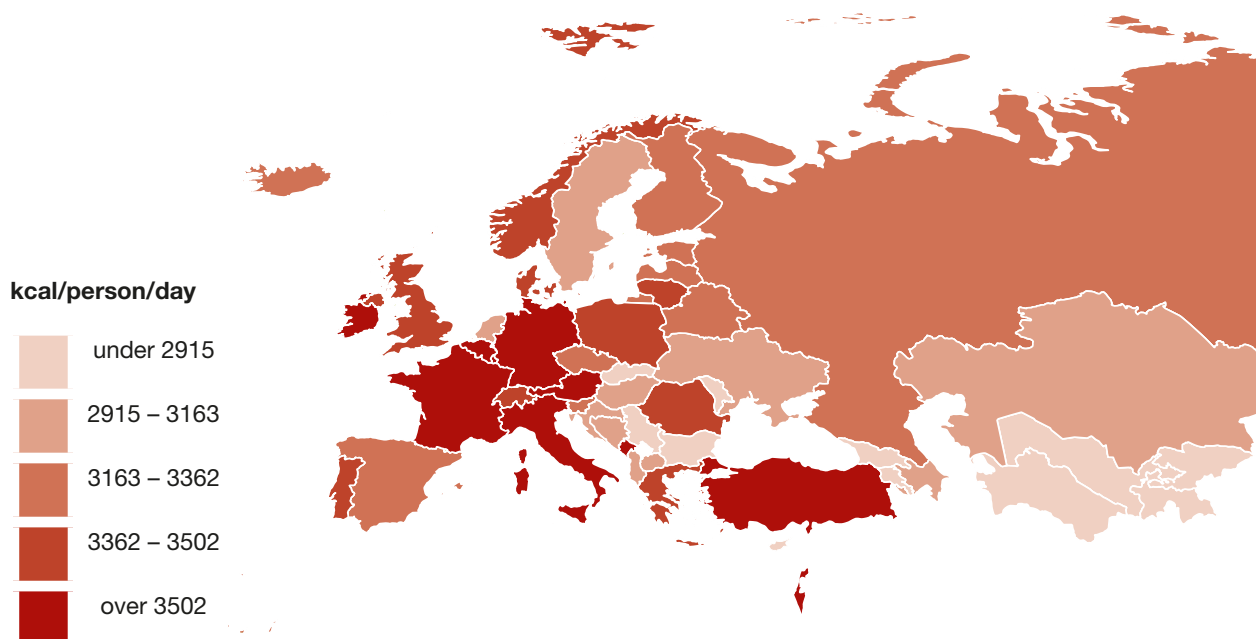 kcal/person/day
under 2915
2915 – 3163
3163 – 3362
3362 – 3502
over 3502